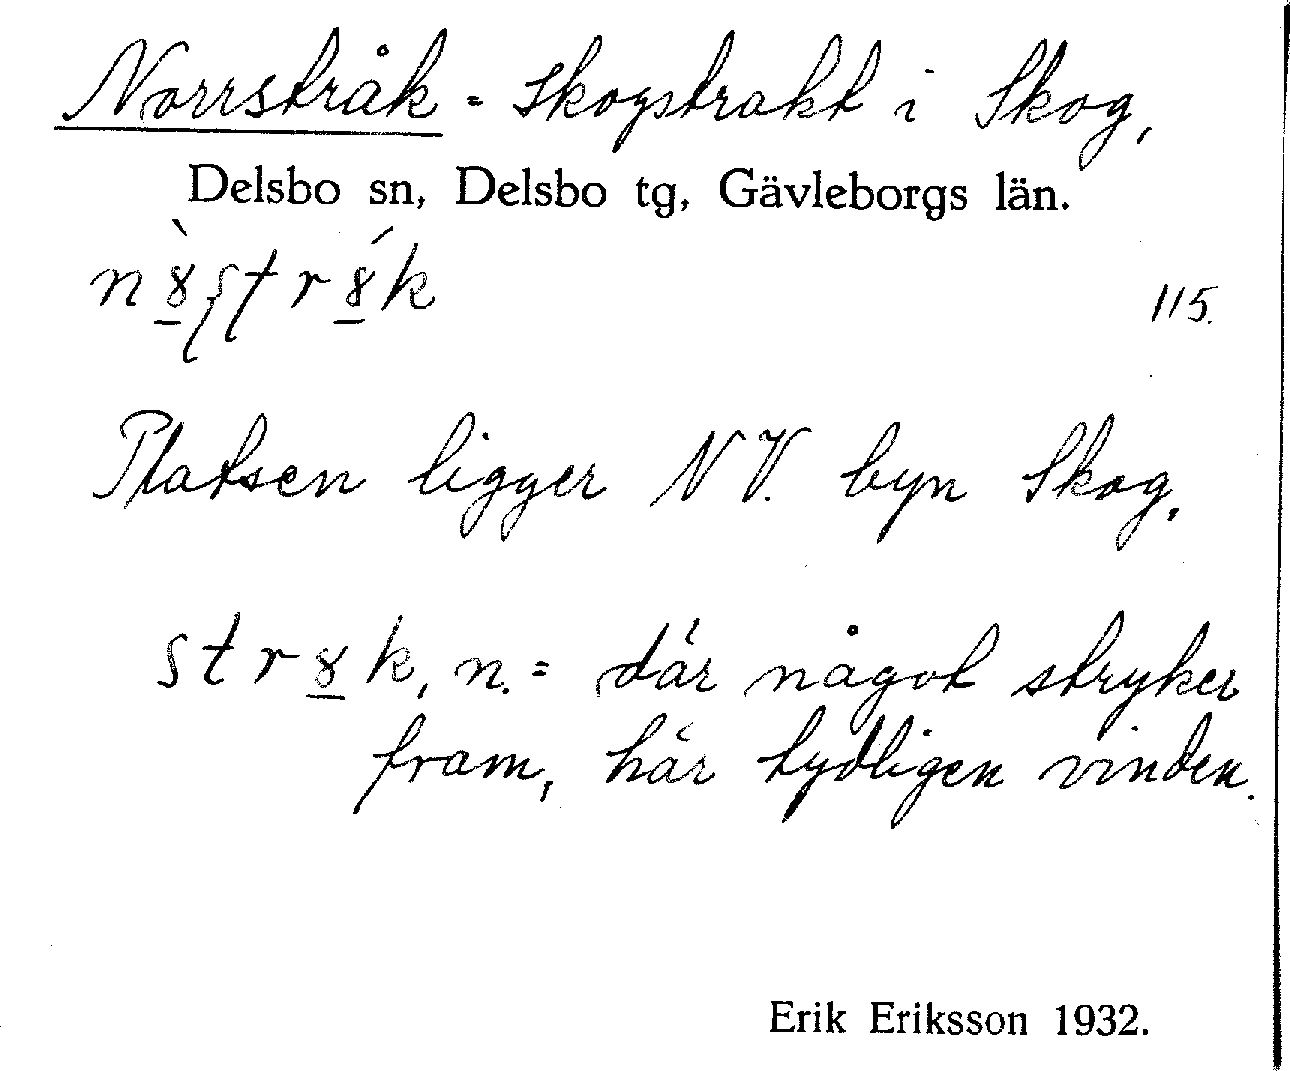 Norrstråk = skogstrakt i Skog,
Delsbo sn, Delsbo tg, Gävleborgs län.
115.
Platsen ligger NV. byn Skog.
n. = där något stryker
fram, här tydligen vinden.
Erik Eriksson 1932.